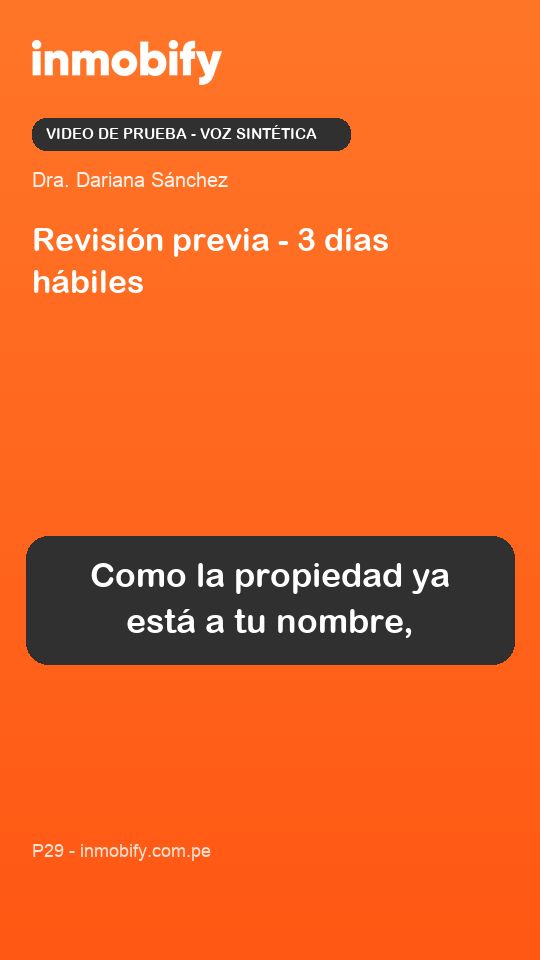 inmobify
VIDEO DE PRUEBA - VOZ SINTÉTICA
Dra. Dariana Sánchez
Revisión previa - 3 días
hábiles
Como la propiedad ya
está a tu nombre,
P29 - inmobify.com.pe